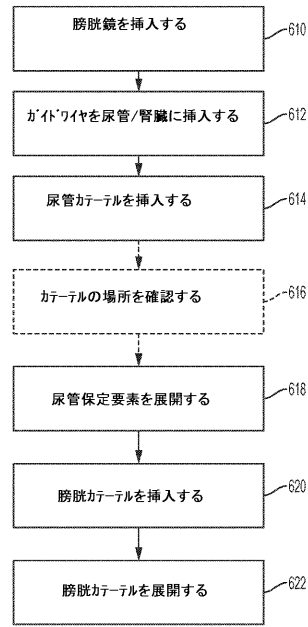 膀胱鏡を挿入する
610
ガイドワイヤを尿管/腎臓に挿入する
612
尿管カテーテルを挿入する
614
カテーテルの場所を確認する
616
尿管保定要素を展開する
618
膀胱カテーテルを挿入する
620
膀胱カテーテルを展開する
622